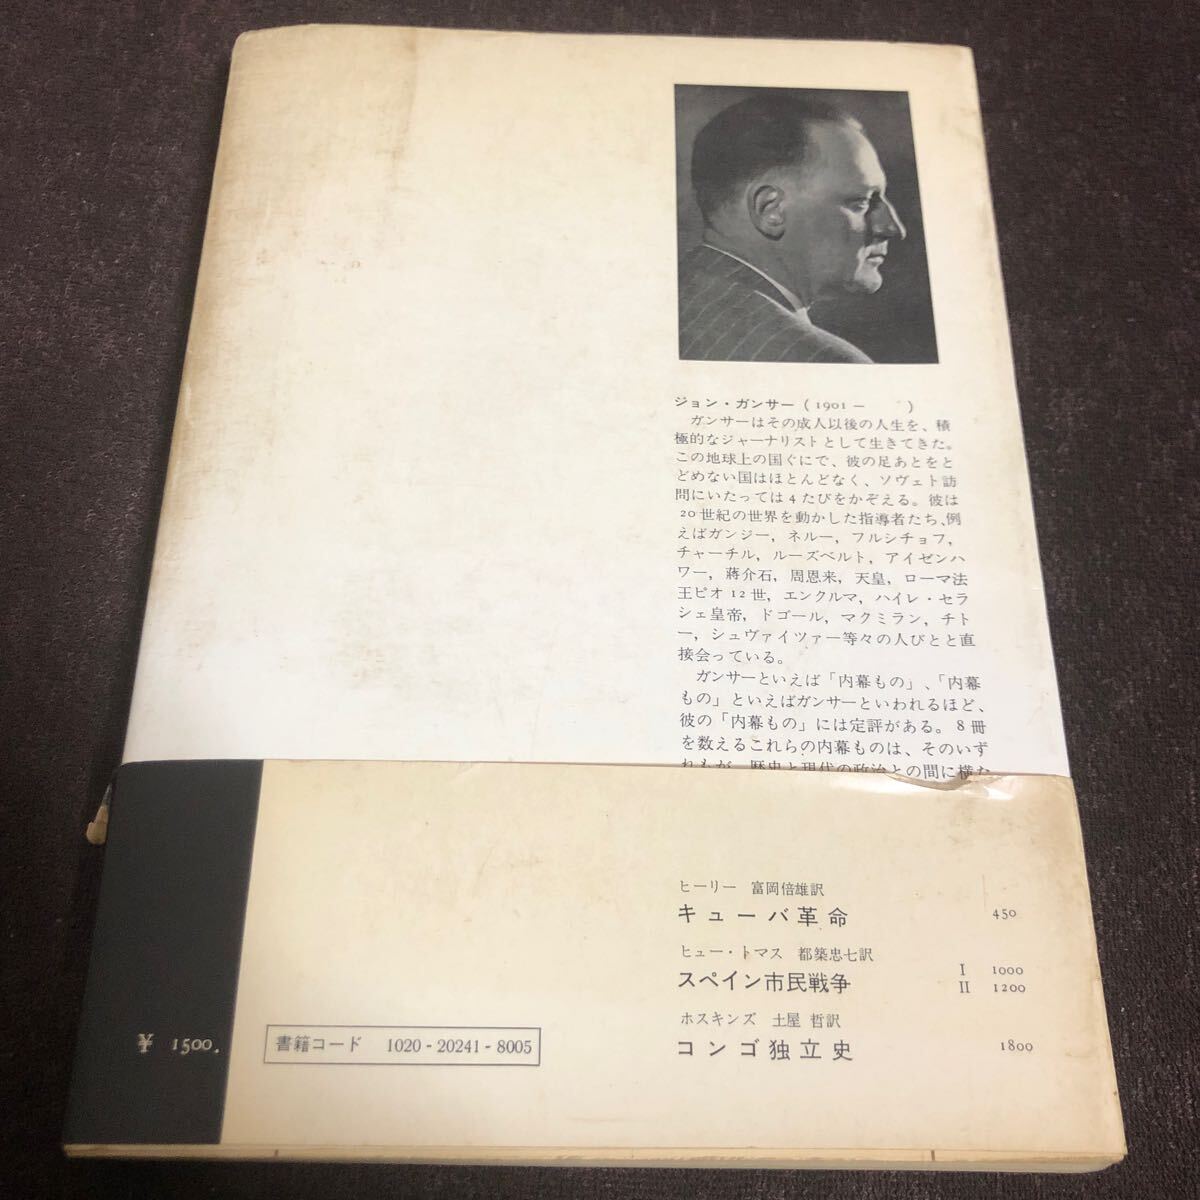 ジョン・ガンサー ( 1901 ― )
ガンサーはその成人以後の人生を、積
極的なジャーナリストとして生きてきた。
この地球上の国ぐにで、彼の足あとをと
どめない国はほとんどなく、ソヴェト訪
問にいたっては4たびをかぞえる。彼は
20世紀の世界を動かした指導者たち、例
えばガンジー，ネルー，フルシチョフ，
チャーチル，ルーズベルト，アイゼンハ
ワー，蔣介石，周恩来，天皇，ローマ法
王ピオ12世，エンクルマ，ハイレ・セラ
シェ皇帝，ドゴール，マクミラン，チト
ー，シュヴァイツァー等々の人びとと直
接会っている。
ガンサーといえば「内幕もの」、「内幕
もの」といえばガンサーといわれるほど、
彼の「内幕もの」には定評がある。8冊
を数えるこれらの内幕ものは、そのいず
れもが、歴史と現代の政治との間に横た
ヒーリー 富岡倍雄訳
キューバ革命 450
ヒュー・トマス 都築忠七訳
スペイン市民戦争 I 1000
II 1200
ホスキンズ 土屋 哲訳
コンゴ独立史 1800
¥ 1500.
書籍コード 1020-20241-8005